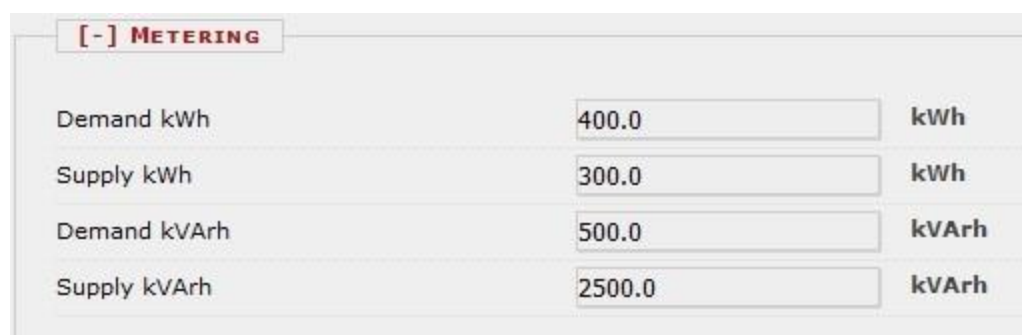 [-] METERING
Demand kWh 400.0 kWh
Supply kWh 300.0 kWh
Demand kVArh 500.0 kVArh
Supply kVArh 2500.0 kVArh